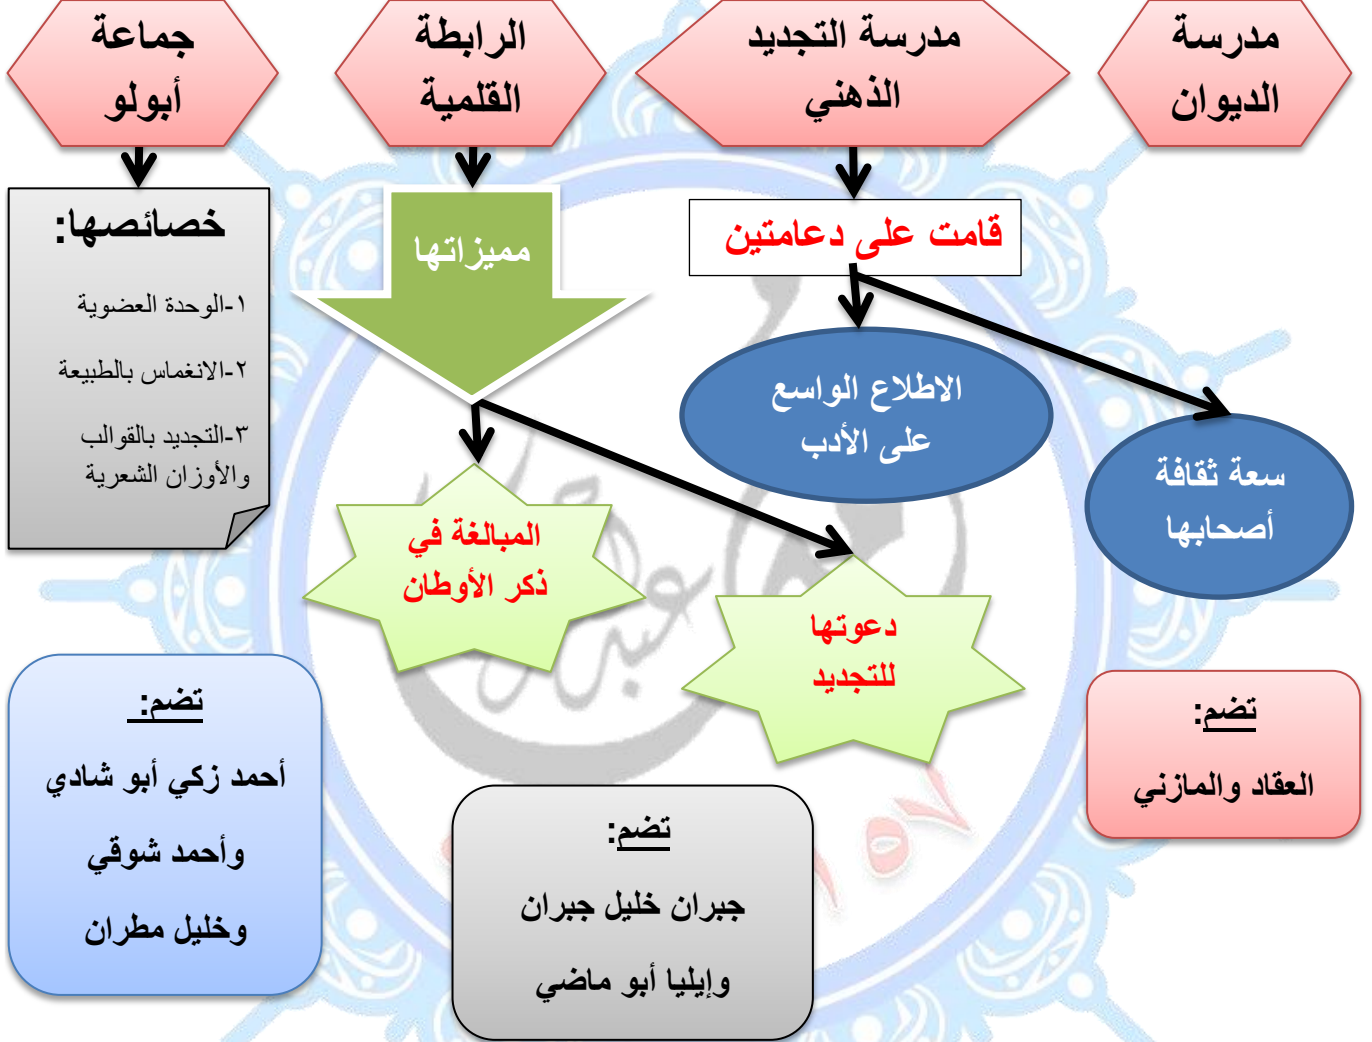 مدرسة
الديوان
مدرسة التجديد
الذهني
الرابطة
القلمية
جماعة
أبولو
قامت على دعامتين
الاطلاع الواسع
على الأدب
سعة ثقافة
أصحابها
مميزاتها
المبالغة في
ذكر الأوطان
دعوتها
للتجديد
خصائصها:
١-الوحدة العضوية
٢-الانغماس بالطبيعة
٣-التجديد بالقوالب
والأوزان الشعرية
تضم:
العقاد والمازني
تضم:
جبران خليل جبران
وإيليا أبو ماضي
تضم:
أحمد زكي أبو شادي
وأحمد شوقي
وخليل مطران